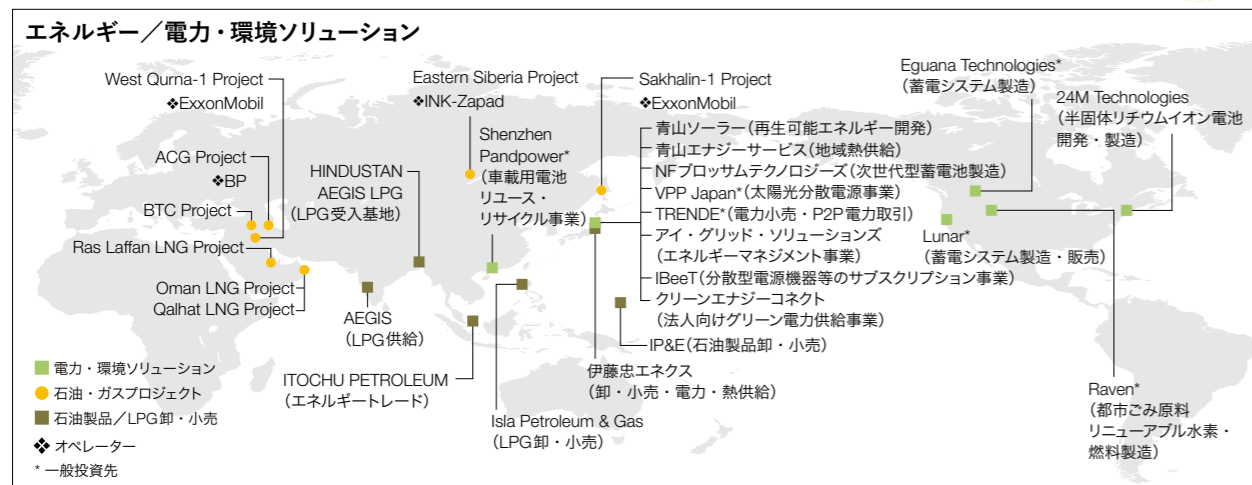 エネルギー／電力・環境ソリューション
West Qurna-1 Project
❖ExxonMobil
ACG Project
❖BP
BTC Project
Ras Laffan LNG Project
Oman LNG Project
Qalhat LNG Project
HINDUSTAN
AEGIS LPG
（LPG受入基地）
AEGIS
（LPG供給）
ITOCHU PETROLEUM
（エネルギートレード）
Eastern Siberia Project
❖INK-Zapad
Shenzhen
Pandpower*
（車載用電池
リユース・
リサイクル事業）
Isla Petroleum & Gas
（LPG卸・小売）
Sakhalin-1 Project
❖ExxonMobil
青山ソーラー（再生可能エネルギー開発）
青山エナジーサービス（地域熱供給）
NFブロッサムテクノロジーズ（次世代型蓄電池製造）
VPP Japan*（太陽光分散電源事業）
TRENDE*（電力小売・P2P電力取引）
アイ・グリッド・ソリューションズ
（エネルギーマネジメント事業）
IBeeT（分散型電源機器等のサブスクリプション事業）
クリーンエナジーコネクト
（法人向けグリーン電力供給事業）
IP&E（石油製品卸・小売）
伊藤忠エネクス
（卸・小売・電力・熱供給）
Eguana Technologies*
（蓄電システム製造）
24M Technologies
（半固体リチウムイオン電池
開発・製造）
Lunar*
（蓄電システム製造・販売）
Raven*
（都市ごみ原料
リニューアブル水素・
燃料製造）
電力・環境ソリューション
石油・ガスプロジェクト
石油製品／LPG卸・小売
❖ オペレーター
* 一般投資先